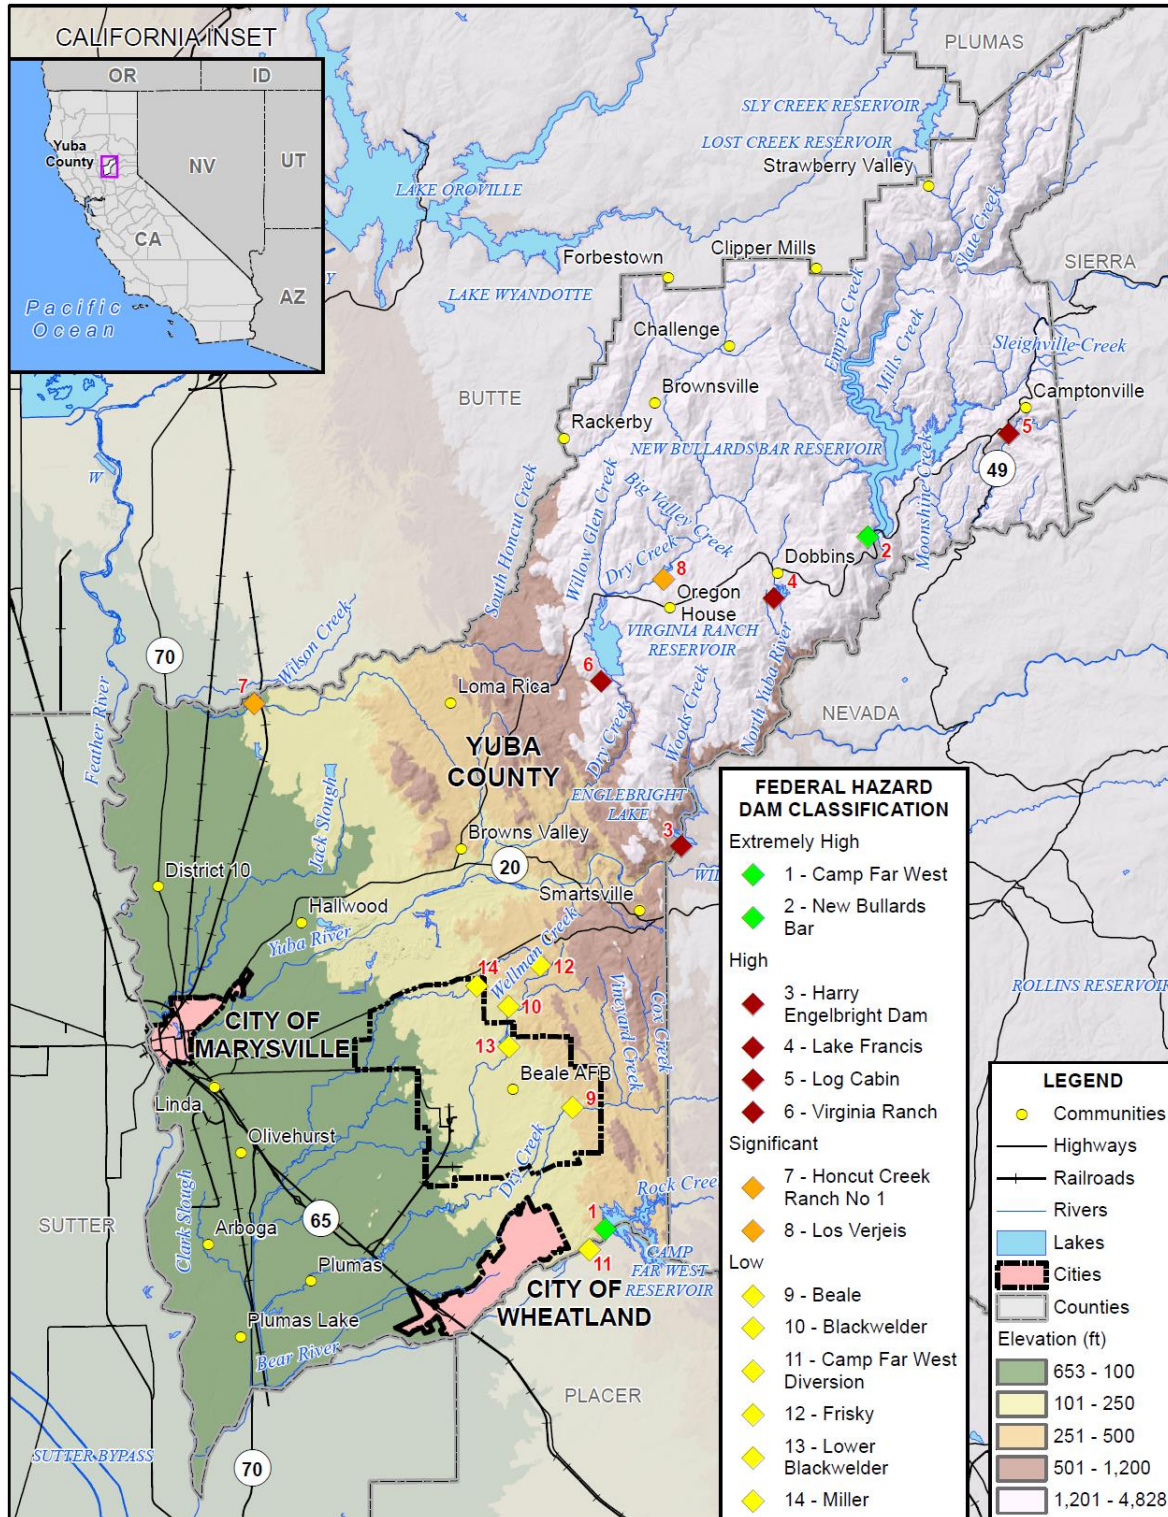 CALIFORNIA INSET
OR
ID
Yuba
County
NV
UT
CA
AZ
Pacific
Ocean
PLUMAS
SLY CREEK RESERVOIR
LOST CREEK RESERVOIR
Strawberry Valley
LAKE OROVILLE
Slate Creek
Clipper Mills
Forbestown
SIERRA
Y
LAKE WYANDOTTE
Empire Creek
Challenge
Mills Creek
Sleighville Creek
BUTTE
Brownsville
Camptonville
5
Rackerby
NEW BULLARDS BAR RESERVOIR
49
W
South Honcut Creek
Willow Glen Creek
Big Valley Creek
Moonshine Creek
2
Dry Creek
8
Dobbins
4
Oregon
House
VIRGINIA RANCH
RESERVOIR
70
Wilson Creek
7
Loma Rica
6
Woods Creek
North Yuba River
NEVADA
Feather River
YUBA
COUNTY
Dry Creek
ENGLEBRIGHT
LAKE
3
Jack Slough
Browns Valley
20
WIL
District 10
Smartsville
Hallwood
Yuba River
Wellman Creek
14
12
10
Vineyard Creek
Cox Creek
ROLLINS RESERVOIR
CITY OF
MARYSVILLE
13
Beale AFB
9
Linda
Olivehurst
Dry Creek
Clark Slough
SUTTER
Arboga
65
Rock Cree
1
11
CAMP
FAR WEST
RESERVOIR
Plumas
CITY OF
WHEATLAND
Plumas Lake
Bear River
PLACER
SUTTER BYPASS
70
FEDERAL HAZARD
DAM CLASSIFICATION
Extremely High
1 - Camp Far West
2 - New Bullards
Bar
High
3 - Harry
Engelbright Dam
4 - Lake Francis
5 - Log Cabin
6 - Virginia Ranch
Significant
7 - Honcut Creek
Ranch No 1
8 - Los Verjeis
Low
9 - Beale
10 - Blackwelder
11 - Camp Far West
Diversion
12 - Frisky
13 - Lower
Blackwelder
14 - Miller
LEGEND
Communities
Highways
Railroads
Rivers
Lakes
Cities
Counties
Elevation (ft)
653 - 100
101 - 250
251 - 500
501 - 1,200
1,201 - 4,828